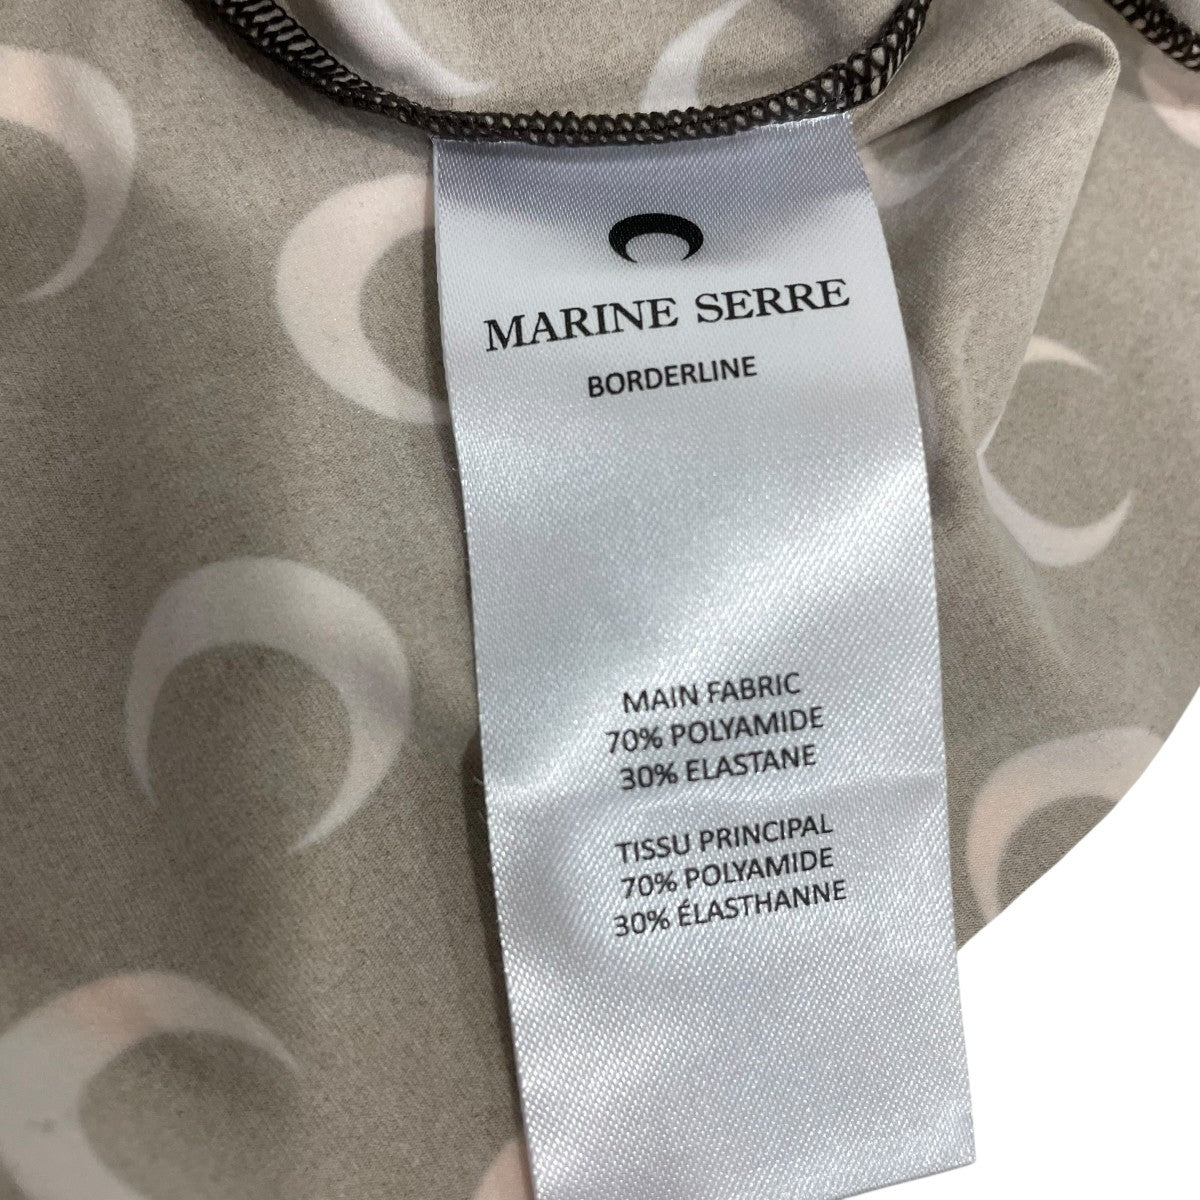 MARINE SERRE
BORDERLINE
MAIN FABRIC
70% POLYAMIDE
30% ELASTANE
TISSU PRINCIPAL
70% POLYAMIDE
30% ÉLASTHANNE